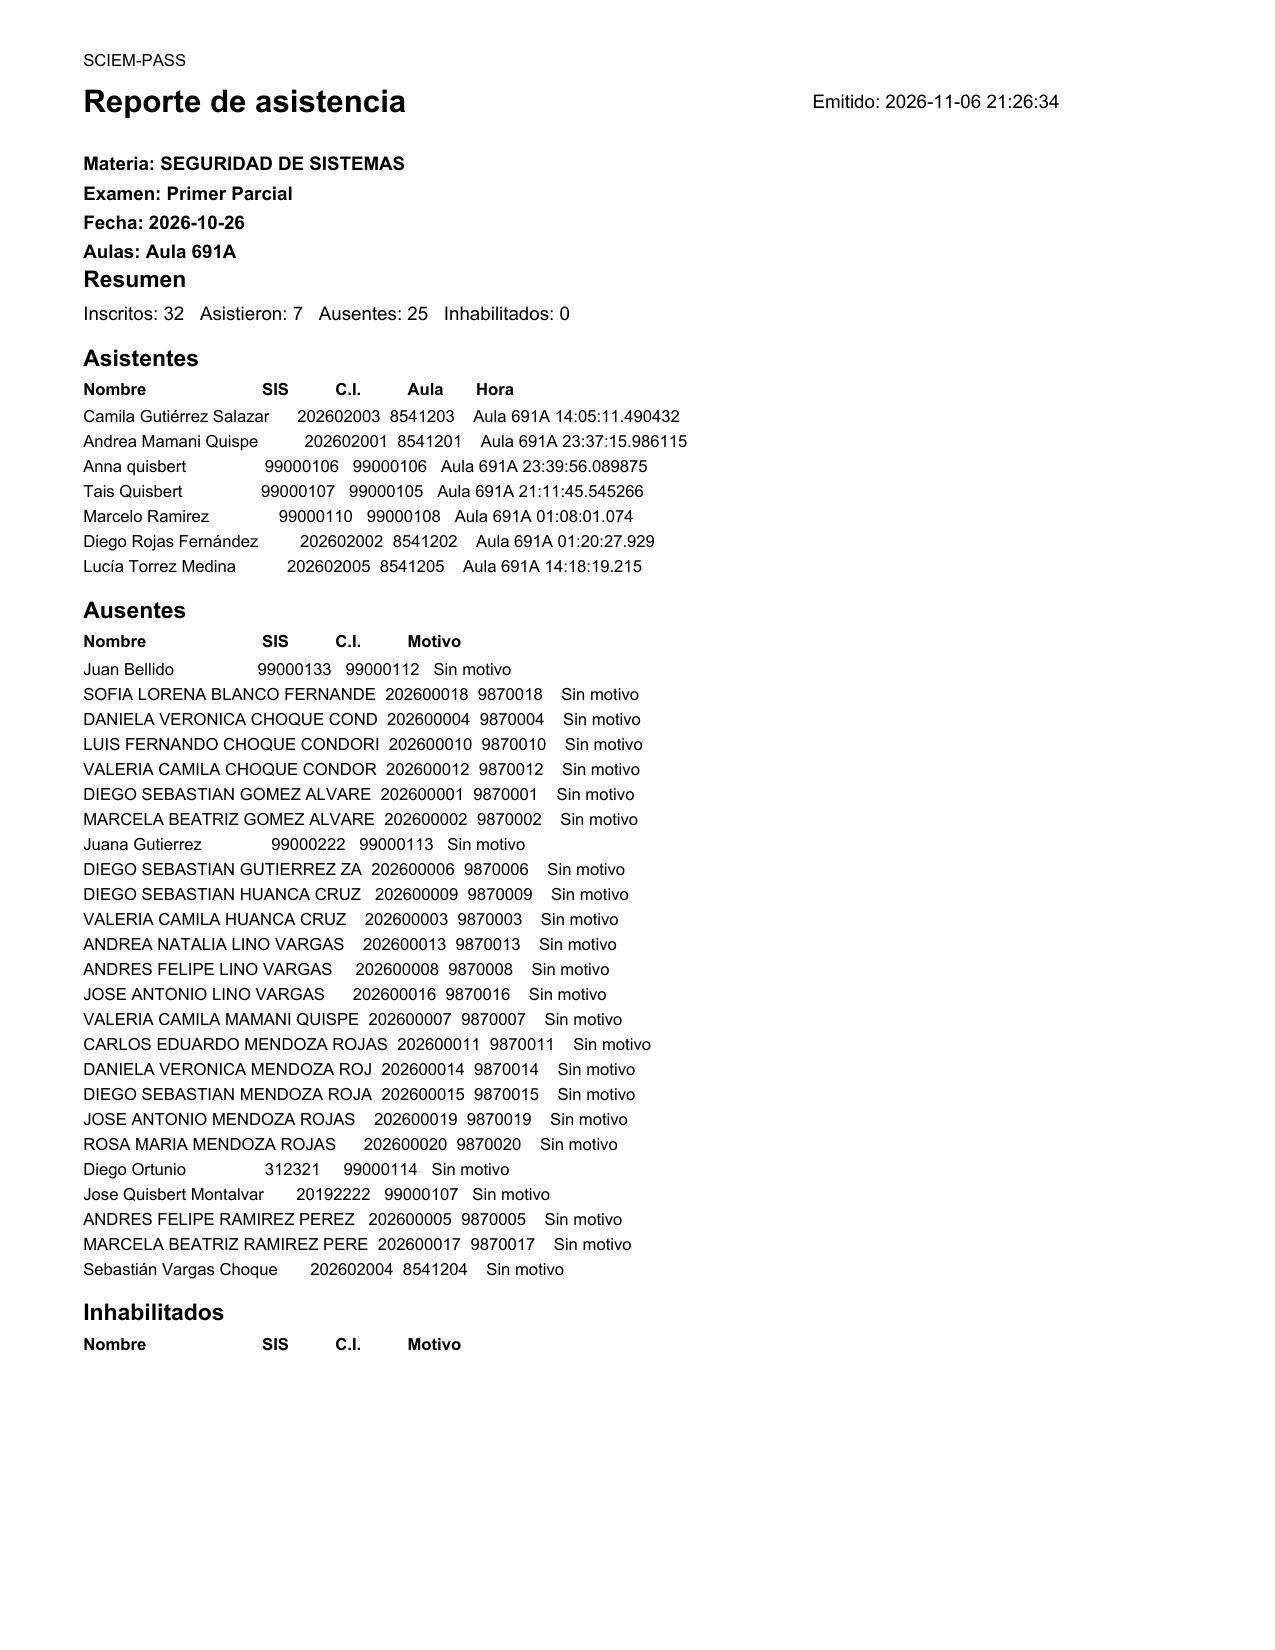 SCIEM-PASS
Reporte de asistencia Emitido: 2026-11-06 21:26:34
Materia: SEGURIDAD DE SISTEMAS
Examen: Primer Parcial
Fecha: 2026-10-26
Aulas: Aula 691A
Resumen
Inscritos: 32 Asistieron: 7 Ausentes: 25 Inhabilitados: 0
Asistentes
Nombre SIS C.I. Aula Hora
Camila Gutiérrez Salazar 202602003 8541203 Aula 691A 14:05:11.490432
Andrea Mamani Quispe 202602001 8541201 Aula 691A 23:37:15.986115
Anna quisbert 99000106 99000106 Aula 691A 23:39:56.089875
Tais Quisbert 99000107 99000105 Aula 691A 21:11:45.545266
Marcelo Ramirez 99000110 99000108 Aula 691A 01:08:01.074
Diego Rojas Fernández 202602002 8541202 Aula 691A 01:20:27.929
Lucía Torrez Medina 202602005 8541205 Aula 691A 14:18:19.215
Ausentes
Nombre SIS C.I. Motivo
Juan Bellido 99000133 99000112 Sin motivo
SOFIA LORENA BLANCO FERNANDE 202600018 9870018 Sin motivo
DANIELA VERONICA CHOQUE COND 202600004 9870004 Sin motivo
LUIS FERNANDO CHOQUE CONDORI 202600010 9870010 Sin motivo
VALERIA CAMILA CHOQUE CONDOR 202600012 9870012 Sin motivo
DIEGO SEBASTIAN GOMEZ ALVARE 202600001 9870001 Sin motivo
MARCELA BEATRIZ GOMEZ ALVARE 202600002 9870002 Sin motivo
Juana Gutierrez 99000222 99000113 Sin motivo
DIEGO SEBASTIAN GUTIERREZ ZA 202600006 9870006 Sin motivo
DIEGO SEBASTIAN HUANCA CRUZ 202600009 9870009 Sin motivo
VALERIA CAMILA HUANCA CRUZ 202600003 9870003 Sin motivo
ANDREA NATALIA LINO VARGAS 202600013 9870013 Sin motivo
ANDRES FELIPE LINO VARGAS 202600008 9870008 Sin motivo
JOSE ANTONIO LINO VARGAS 202600016 9870016 Sin motivo
VALERIA CAMILA MAMANI QUISPE 202600007 9870007 Sin motivo
CARLOS EDUARDO MENDOZA ROJAS 202600011 9870011 Sin motivo
DANIELA VERONICA MENDOZA ROJ 202600014 9870014 Sin motivo
DIEGO SEBASTIAN MENDOZA ROJA 202600015 9870015 Sin motivo
JOSE ANTONIO MENDOZA ROJAS 202600019 9870019 Sin motivo
ROSA MARIA MENDOZA ROJAS 202600020 9870020 Sin motivo
Diego Ortunio 312321 99000114 Sin motivo
Jose Quisbert Montalvar 20192222 99000107 Sin motivo
ANDRES FELIPE RAMIREZ PEREZ 202600005 9870005 Sin motivo
MARCELA BEATRIZ RAMIREZ PERE 202600017 9870017 Sin motivo
Sebastián Vargas Choque 202602004 8541204 Sin motivo
Inhabilitados
Nombre SIS C.I. Motivo